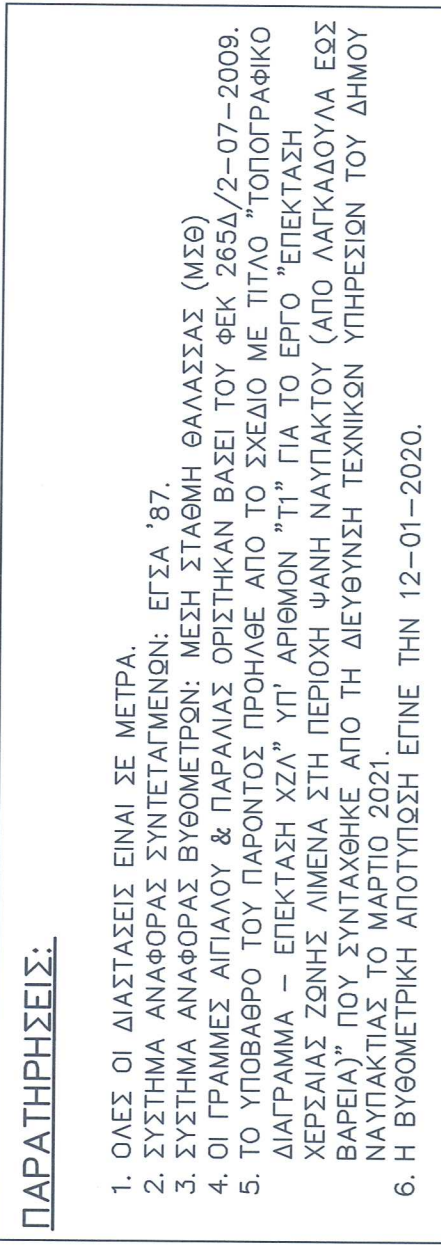 ΠΑΡΑΤΗΡΗΣΕΙΣ:
1. ΟΛΕΣ ΟΙ ΔΙΑΣΤΑΣΕΙΣ ΕΙΝΑΙ ΣΕ ΜΕΤΡΑ.
2. ΣΥΣΤΗΜΑ ΑΝΑΦΟΡΑΣ ΣΥΝΤΕΤΑΓΜΕΝΩΝ: ΕΓΣΑ '87.
3. ΣΥΣΤΗΜΑ ΑΝΑΦΟΡΑΣ ΒΥΘΟΜΕΤΡΩΝ: ΜΕΣΗ ΣΤΑΘΜΗ ΘΑΛΑΣΣΑΣ (ΜΣΘ)
4. ΟΙ ΓΡΑΜΜΕΣ ΑΙΓΙΑΛΟΥ & ΠΑΡΑΛΙΑΣ ΟΡΙΣΤΗΚΑΝ ΒΑΣΕΙ ΤΟΥ ΦΕΚ 265Δ/2-07-2009.
5. ΤΟ ΥΠΟΒΑΘΡΟ ΤΟΥ ΠΑΡΟΝΤΟΣ ΠΡΟΗΛΘΕ ΑΠΟ ΤΟ ΣΧΕΔΙΟ ΜΕ ΤΙΤΛΟ "ΤΟΠΟΓΡΑΦΙΚΟ
ΔΙΑΓΡΑΜΜΑ – ΕΠΕΚΤΑΣΗ ΧΖΛ" ΥΠ' ΑΡΙΘΜΟΝ "Τ1" ΓΙΑ ΤΟ ΕΡΓΟ "ΕΠΕΚΤΑΣΗ
ΧΕΡΣΑΙΑΣ ΖΩΝΗΣ ΛΙΜΕΝΑ ΣΤΗ ΠΕΡΙΟΧΗ ΨΑΝΗ ΝΑΥΠΑΚΤΟΥ (ΑΠΟ ΛΑΓΚΑΔΟΥΛΑ ΕΩΣ
ΒΑΡΕΙΑ)" ΠΟΥ ΣΥΝΤΑΧΘΗΚΕ ΑΠΟ ΤΗ ΔΙΕΥΘΥΝΣΗ ΤΕΧΝΙΚΩΝ ΥΠΗΡΕΣΙΩΝ ΤΟΥ ΔΗΜΟΥ
ΝΑΥΠΑΚΤΙΑΣ ΤΟ ΜΑΡΤΙΟ 2021.
6. Η ΒΥΘΟΜΕΤΡΙΚΗ ΑΠΟΤΥΠΩΣΗ ΕΓΙΝΕ ΤΗΝ 12-01-2020.